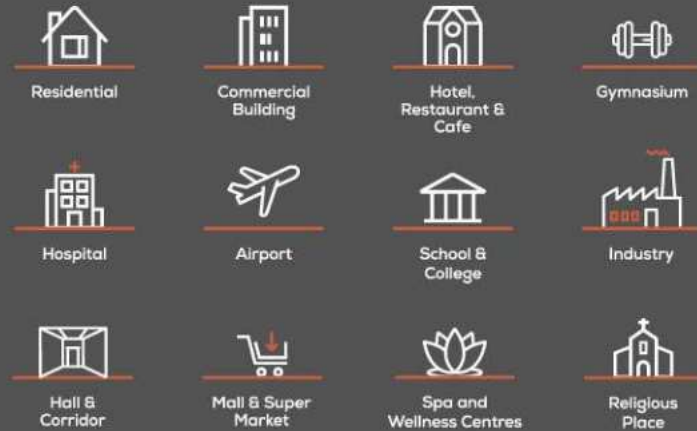 Residential
Commercial
Building
Hotel,
Restaurant &
Cafe
Gymnasium
Hospital
Airport
School &
College
Industry
Hall &
Corridor
Mall & Super
Market
Spa and
Wellness Centres
Religious
Place